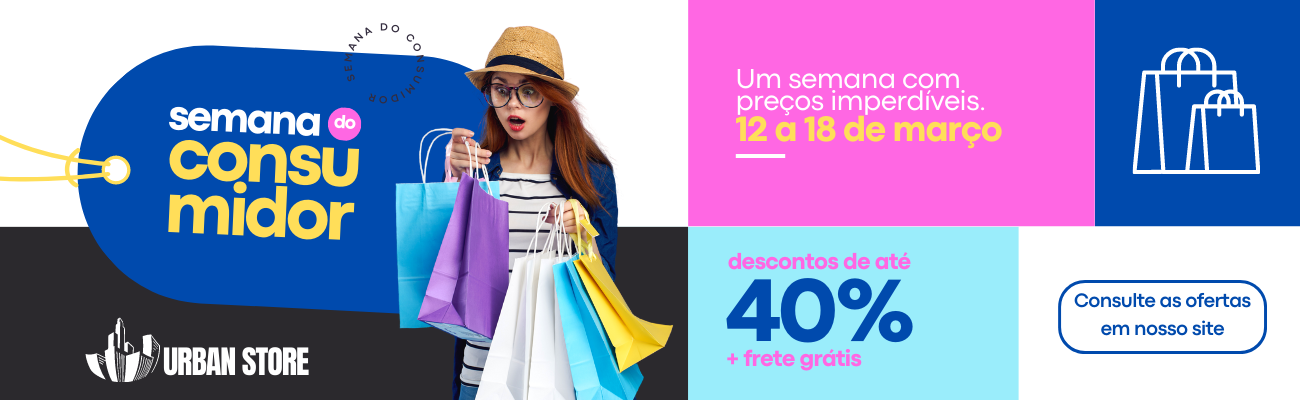 SEMANA DO CONSUMIDOR
semana do
consu
midor
URBAN STORE
Um semana com
preços imperdíveis.
12 a 18 de março
descontos de até
40%
+ frete grátis
Consulte as ofertas
em nosso site